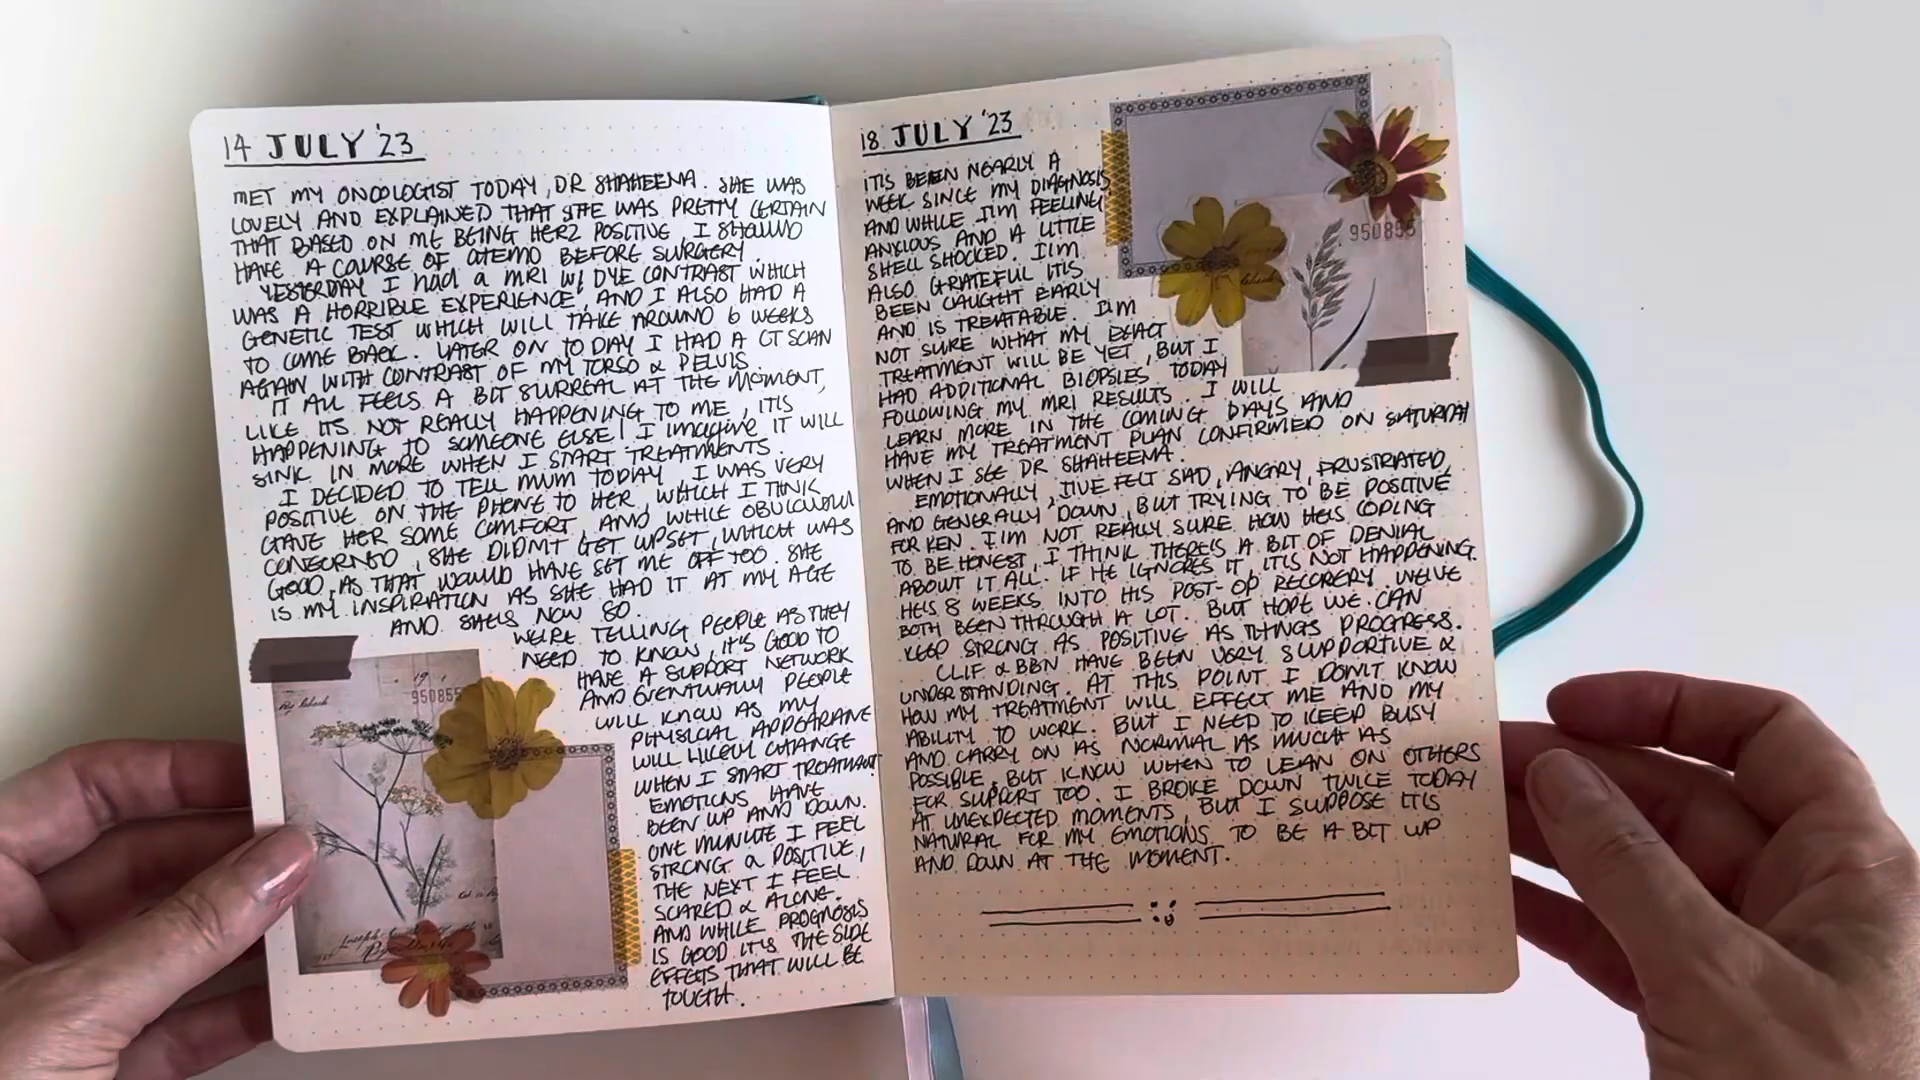 14 JULY '23
MET MY ONCOLOGIST TODAY, DR SHAHEENA. SHE WAS
LOVELY AND EXPLAINED THAT SHE WAS PRETTY CERTAIN
THAT BASED ON ME BEING HER2 POSITIVE I SHOULD
HAVE A COURSE OF CHEMO BEFORE SURGERY.
YESTERDAY I had a MRI W/ DYE CONTRAST WHICH
WAS A HORRIBLE EXPERIENCE, AND I ALSO HAD A
GENETIC TEST WHICH WILL TAKE AROUND 6 WEEKS
TO COME BACK. LATER ON TODAY I HAD A CT SCAN
AGAIN WITH CONTRAST OF MY TORSO & PELVIS.
IT ALL FEELS A BIT SURREAL AT THE MOMENT,
LIKE ITS NOT REALLY HAPPENING TO ME, IT'S
HAPPENING TO SOMEONE ELSE! I imagine IT WILL
SINK IN MORE WHEN I START TREATMENTS.
I DECIDED TO TELL MUM TODAY. I WAS VERY
POSITIVE ON THE PHONE TO HER, WHICH I THINK
GAVE HER SOME COMFORT, AND WHILE
SHE DIDNT GET UPSET, WHICH WAS
GOOD, AS THAT WOULD HAVE SET ME OFF TOO. SHE
IS MY INSPIRATION AS SHE HAD IT AT MY AGE
AND SHE'S NOW 80.
WE'RE TELLING PEOPLE AS THEY
NEED TO KNOW, IT'S GOOD TO
HAVE A SUPPORT NETWORK
AND EVENTUALLY PEOPLE
WILL KNOW AS MY
PHYSICAL APPEARANCE
WILL LIKELY CHANGE
WHEN I START TREATMENT.
EMOTIONS HAVE
BEEN UP AND DOWN.
ONE MINUTE I FEEL
STRONG & POSITIVE,
THE NEXT I FEEL
SCARED & ALONE.
AND WHILE PROGNOSIS
IS GOOD IT'S THE SIDE
EFFECTS THAT WILL BE
TOUGH.
950855
18 JULY '23
IT'S BEEN NEARLY A
WEEK SINCE MY DIAGNOSIS
AND WHILE I'M FEELING
ANXIOUS AND A LITTLE
SHELL SHOCKED. I'M
ALSO GRATEFUL IT'S
BEEN CAUGHT EARLY
AND IS TREATABLE. I'M
NOT SURE WHAT MY EXACT
TREATMENT WILL BE YET, BUT I
HAD ADDITIONAL BIOPSIES TODAY
FOLLOWING MY MRI RESULTS. I WILL
LEARN MORE IN THE COMING DAYS AND
HAVE MY TREATMENT PLAN CONFIRMED ON SATURDAY
WHEN I SEE DR SHAHEENA.
EMOTIONALLY, I'VE FELT SAD, ANGRY, FRUSTRATED,
AND GENERALLY DOWN, BUT TRYING TO BE POSITIVE
FOR KEN. I'M NOT REALLY SURE HOW HE'S COPING
TO BE HONEST, I THINK THERE'S A BIT OF DENIAL
ABOUT IT ALL. IF HE IGNORES IT, IT'S NOT HAPPENING.
HE'S 8 WEEKS INTO HIS POST-OP RECOVERY. WE'VE
BOTH BEEN THROUGH A LOT. BUT HOPE WE CAN
KEEP STRONG AS POSITIVE AS THINGS PROGRESS.
CLIF & BEN HAVE BEEN VERY SUPPORTIVE &
UNDERSTANDING. AT THIS POINT I DON'T KNOW
HOW MY TREATMENT WILL EFFECT ME AND MY
ABILITY TO WORK. BUT I NEED TO KEEP BUSY
AND CARRY ON AS NORMAL AS MUCH AS
POSSIBLE, BUT KNOW WHEN TO LEAN ON OTHERS
FOR SUPPORT TOO. I BROKE DOWN TWICE TODAY
AT UNEXPECTED MOMENTS, BUT I SUPPOSE IT'S
NATURAL FOR MY EMOTIONS TO BE A BIT UP
AND DOWN AT THE MOMENT.
950855